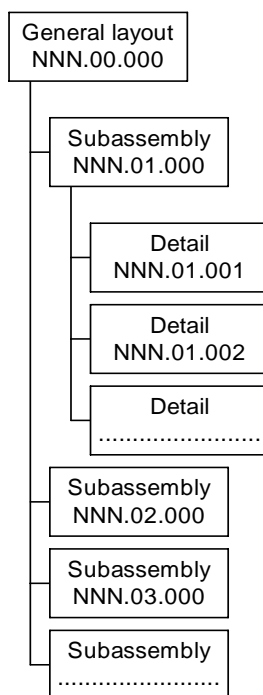 General layout
NNN.00.000
Subassembly
NNN.01.000
Detail
NNN.01.001
Detail
NNN.01.002
Detail
.........................
Subassembly
NNN.02.000
Subassembly
NNN.03.000
Subassembly
.........................